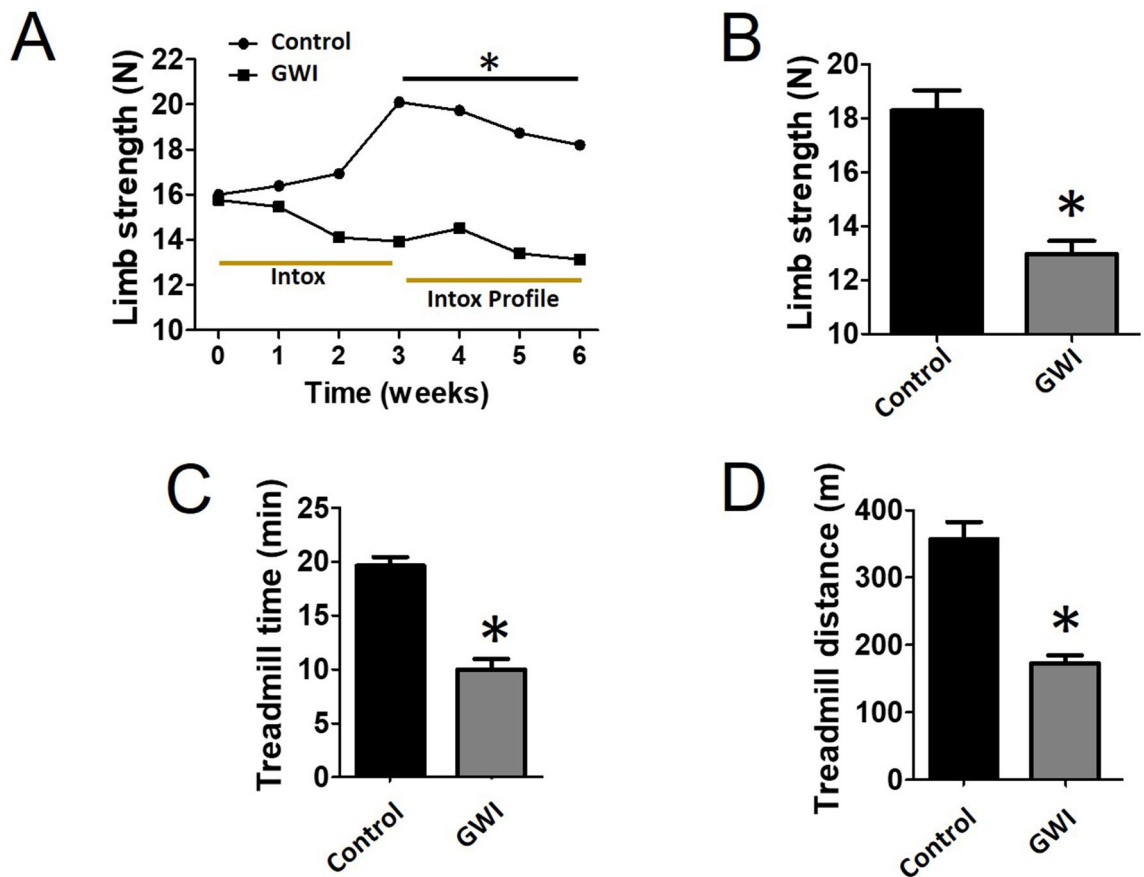 A
Control
GWI
*
Limb strength (N)
22
20
18
16
14
12
10
Intox
Intox Profile
0 1 2 3 4 5 6
Time (weeks)
B
Limb strength (N)
20
18
16
14
12
10
*
Control
GWI
C
Treadmill time (min)
25
20
15
10
5
0
*
Control
GWI
D
Treadmill distance (m)
400
300
200
100
0
*
Control
GWI